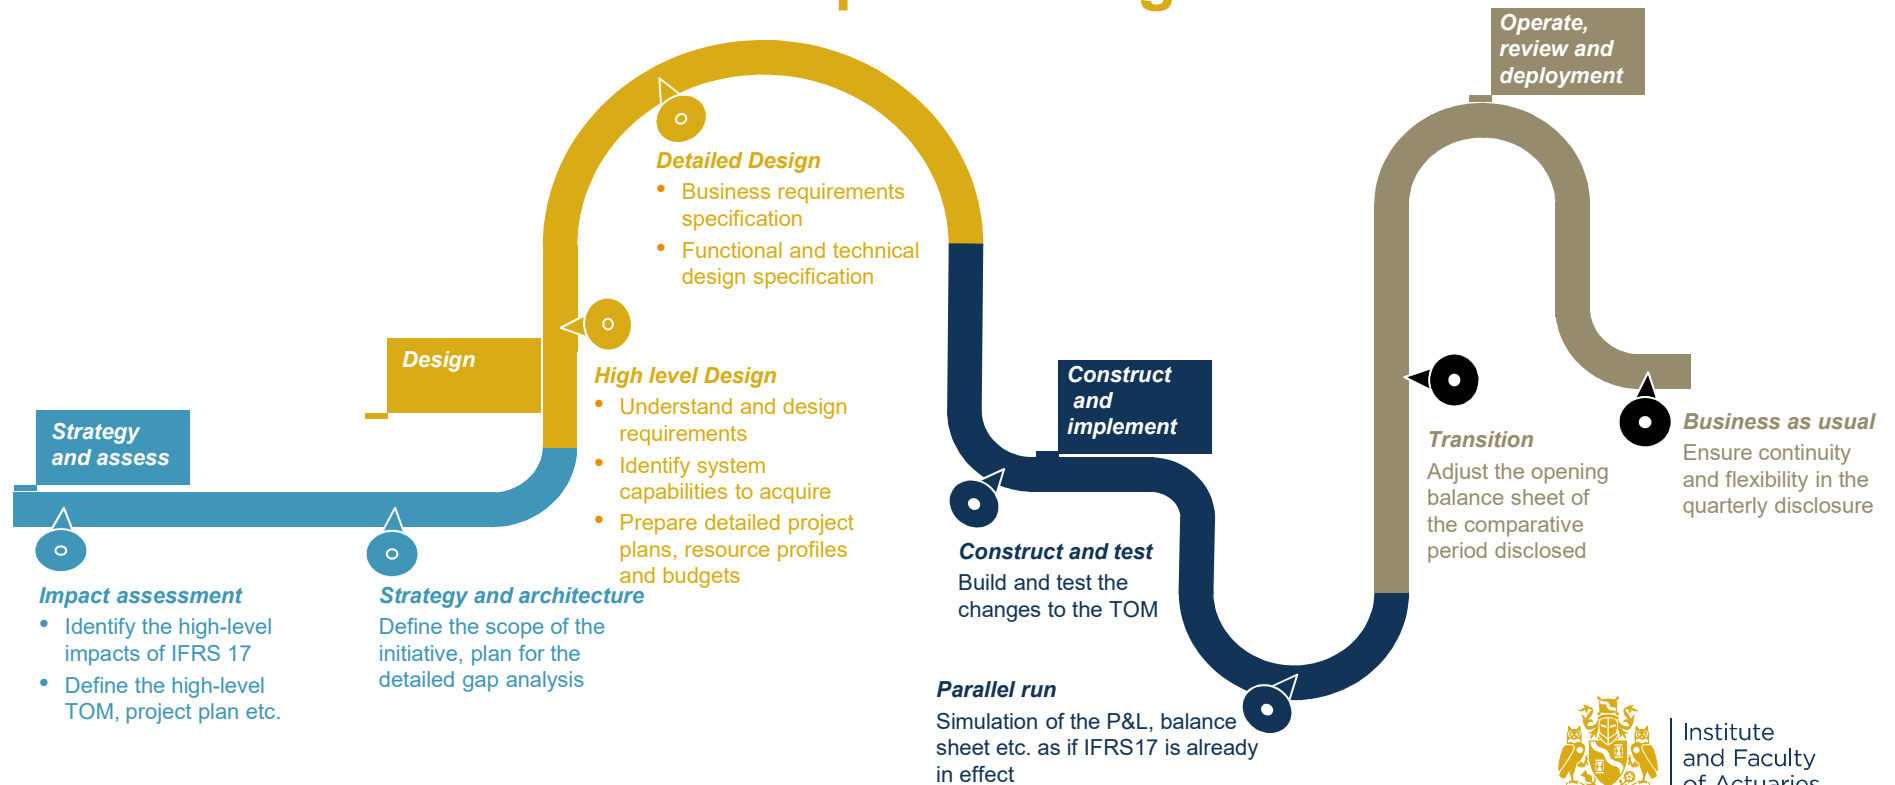 Operate,
review and
deployment
Detailed Design
• Business requirements
specification
• Functional and technical
design specification
Design
High level Design
• Understand and design
requirements
• Identify system
capabilities to acquire
• Prepare detailed project
plans, resource profiles
and budgets
Strategy
and assess
Impact assessment
• Identify the high-level
impacts of IFRS 17
• Define the high-level
TOM, project plan etc.
Strategy and architecture
Define the scope of the
initiative, plan for the
detailed gap analysis
Construct
and
implement
Construct and test
Build and test the
changes to the TOM
Parallel run
Simulation of the P&L, balance
sheet etc. as if IFRS17 is already
in effect
Transition
Adjust the opening
balance sheet of
the comparative
period disclosed
Business as usual
Ensure continuity
and flexibility in the
quarterly disclosure
Institute
and Faculty
of Actuaries